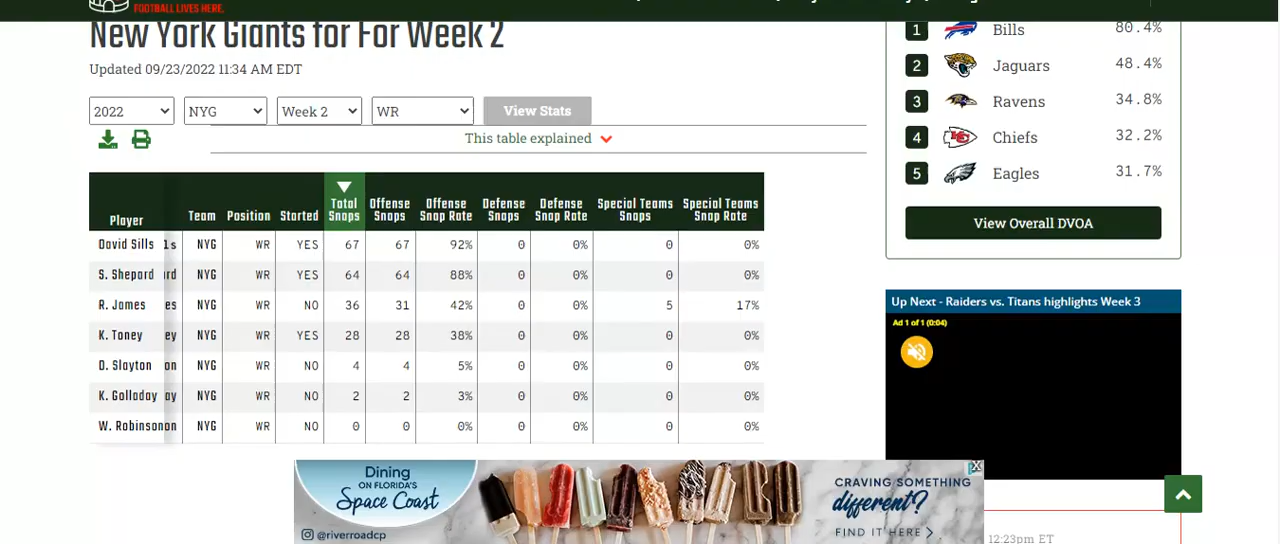 FOOTBALL LIVES HERE.
New York Giants for For Week 2
Updated 09/23/2022 11:34 AM EDT
2022 NYG Week 2 WR View Stats
This table explained
Player Team Position Started Total Snaps Offense Snaps Offense Snap Rate Defense Snaps Defense Snap Rate Special Teams Snaps Special Teams Snap Rate
David Sills ls NYG WR YES 67 67 92% 0 0% 0 0%
S. Shepard rd NYG WR YES 64 64 88% 0 0% 0 0%
R. James es NYG WR NO 36 31 42% 0 0% 5 17%
K. Toney ey NYG WR YES 28 28 38% 0 0% 0 0%
D. Slayton on NYG WR NO 4 4 5% 0 0% 0 0%
K. Golladay ay NYG WR NO 2 2 3% 0 0% 0 0%
W. Robinson on NYG WR NO 0 0 0% 0 0% 0 0%
1 Bills 80.4%
2 Jaguars 48.4%
3 Ravens 34.8%
4 Chiefs 32.2%
5 Eagles 31.7%
View Overall DVOA
Up Next - Raiders vs. Titans highlights Week 3
Ad 1 of 1 (0:04)
Dining
ON FLORIDA'S
Space Coast
@riverroadcp
CRAVING SOMETHING
different?
FIND IT HERE >
12:23pm ET